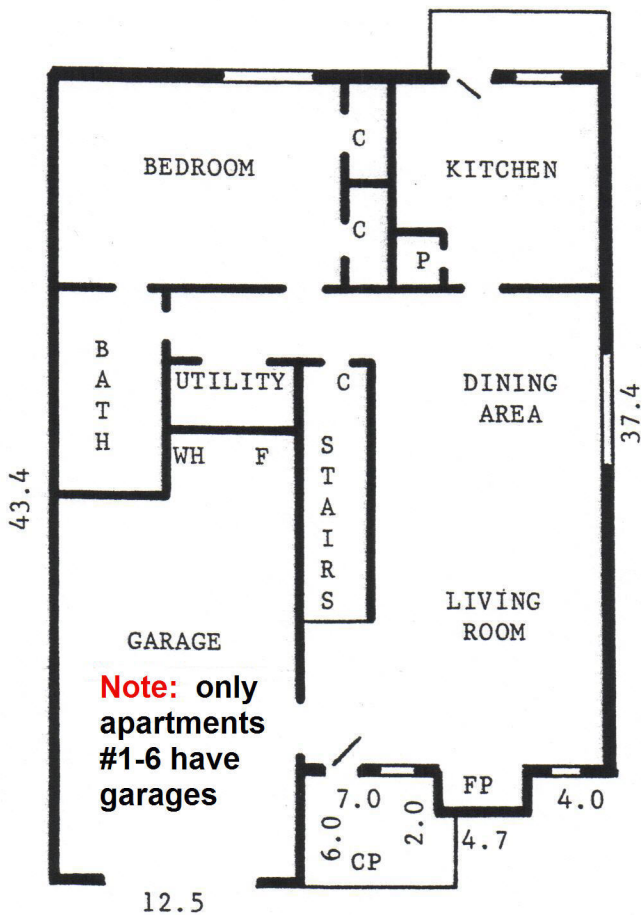 C
BEDROOM
KITCHEN
C
P
B
A
T
H
UTILITY
C
DINING
AREA
37.4
WH F
S
T
A
I
R
S
43.4
LIVING
ROOM
GARAGE
Note: only
apartments
#1-6 have
garages
FP
7.0
4.0
6.0
2.0
4.7
CP
12.5